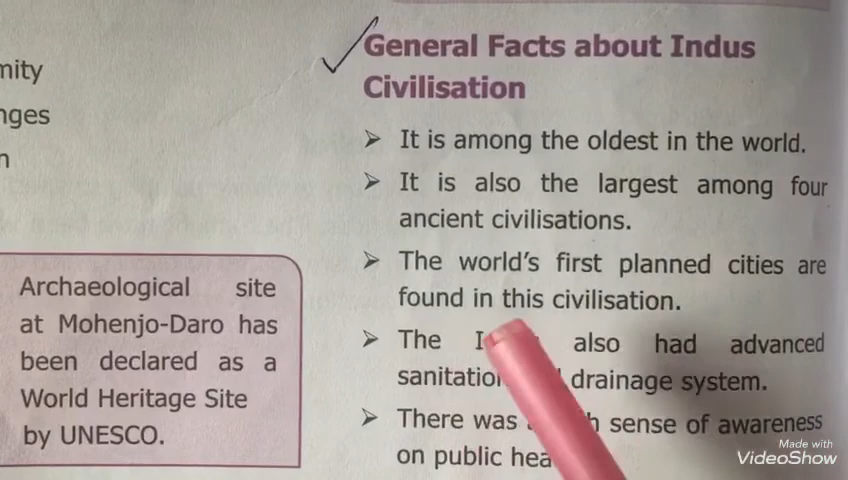 mity
nges
n
General Facts about Indus
Civilisation
➤ It is among the oldest in the world.
➤ It is also the largest among four
ancient civilisations.
➤ The world's first planned cities are
found in this civilisation.
➤ The also had advanced
drainage system.
➤ There was sense of awareness
on public
Archaeological site
at Mohenjo-Daro has
been declared as a
World Heritage Site
by UNESCO.
Made with
VideoShow